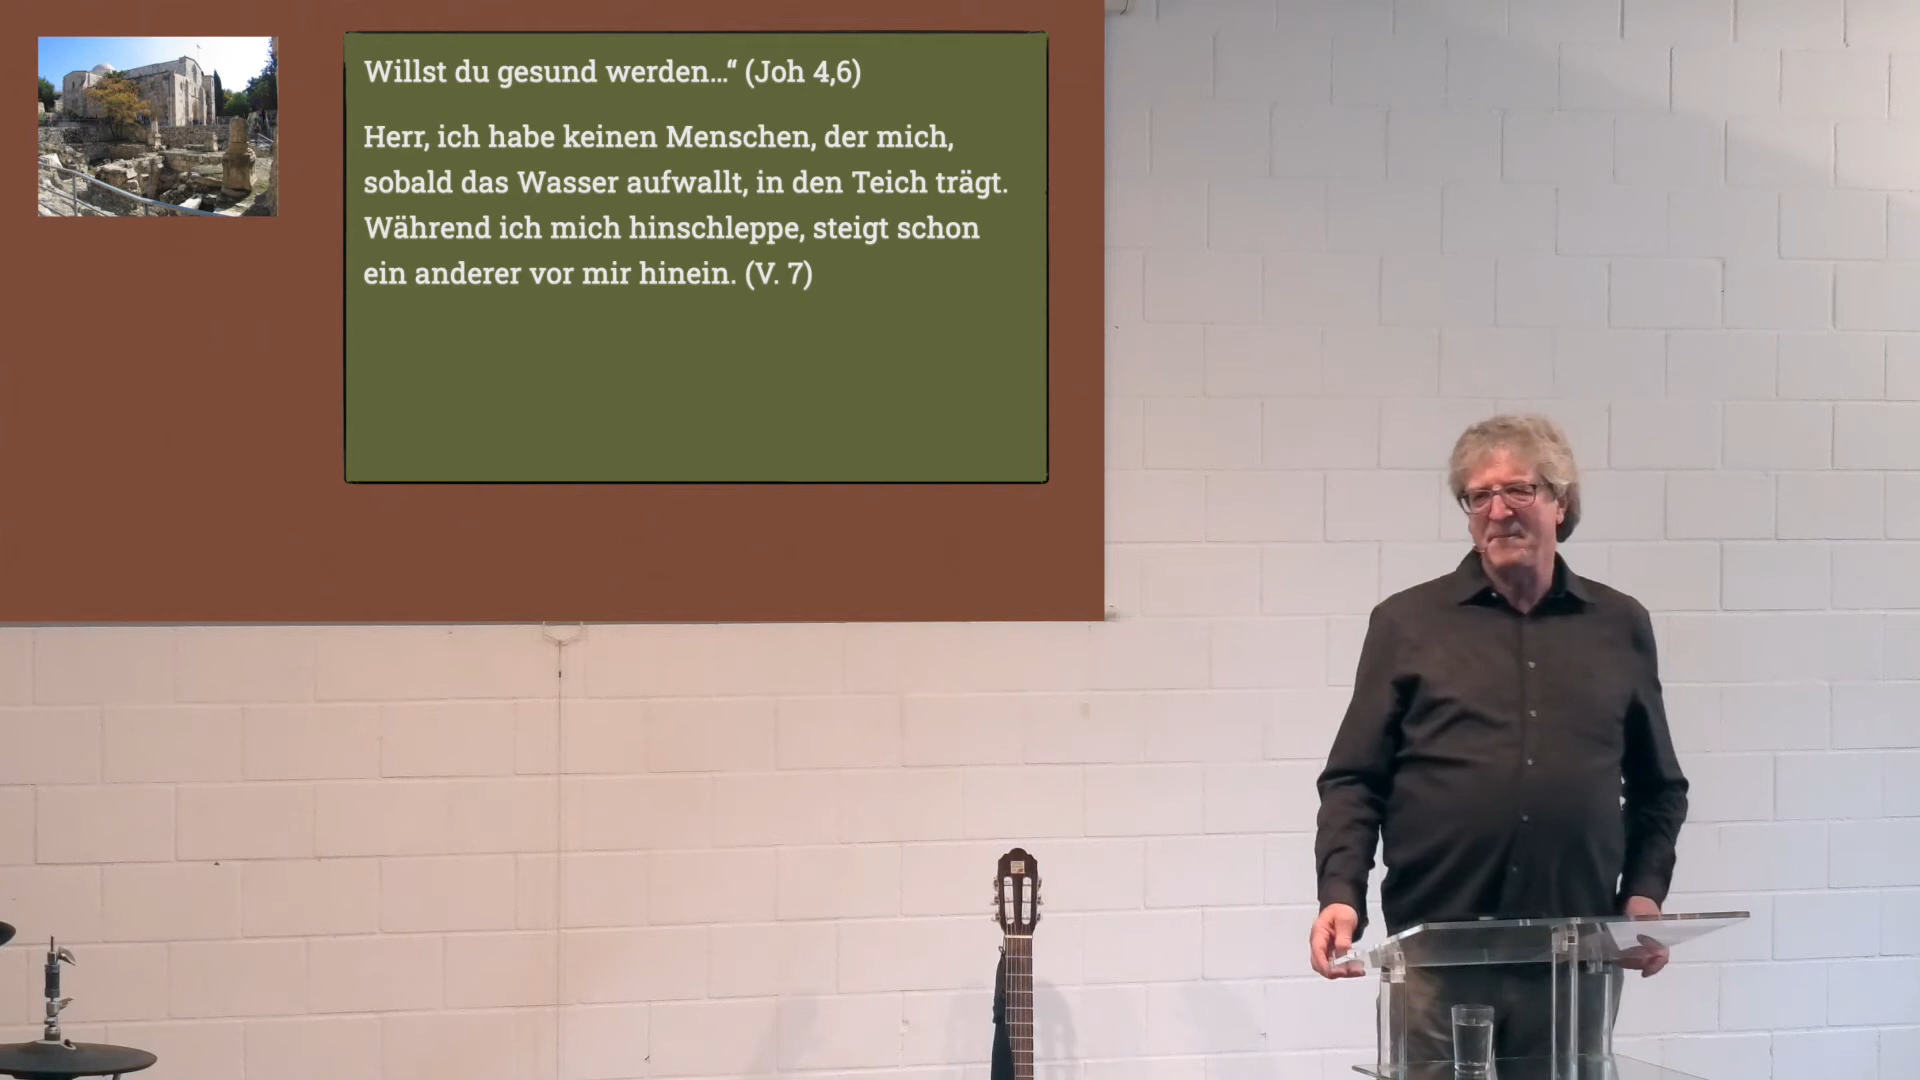 Willst du gesund werden…“ (Joh 4,6)
Herr, ich habe keinen Menschen, der mich,
sobald das Wasser aufwallt, in den Teich trägt.
Während ich mich hinschleppe, steigt schon
ein anderer vor mir hinein. (V. 7)